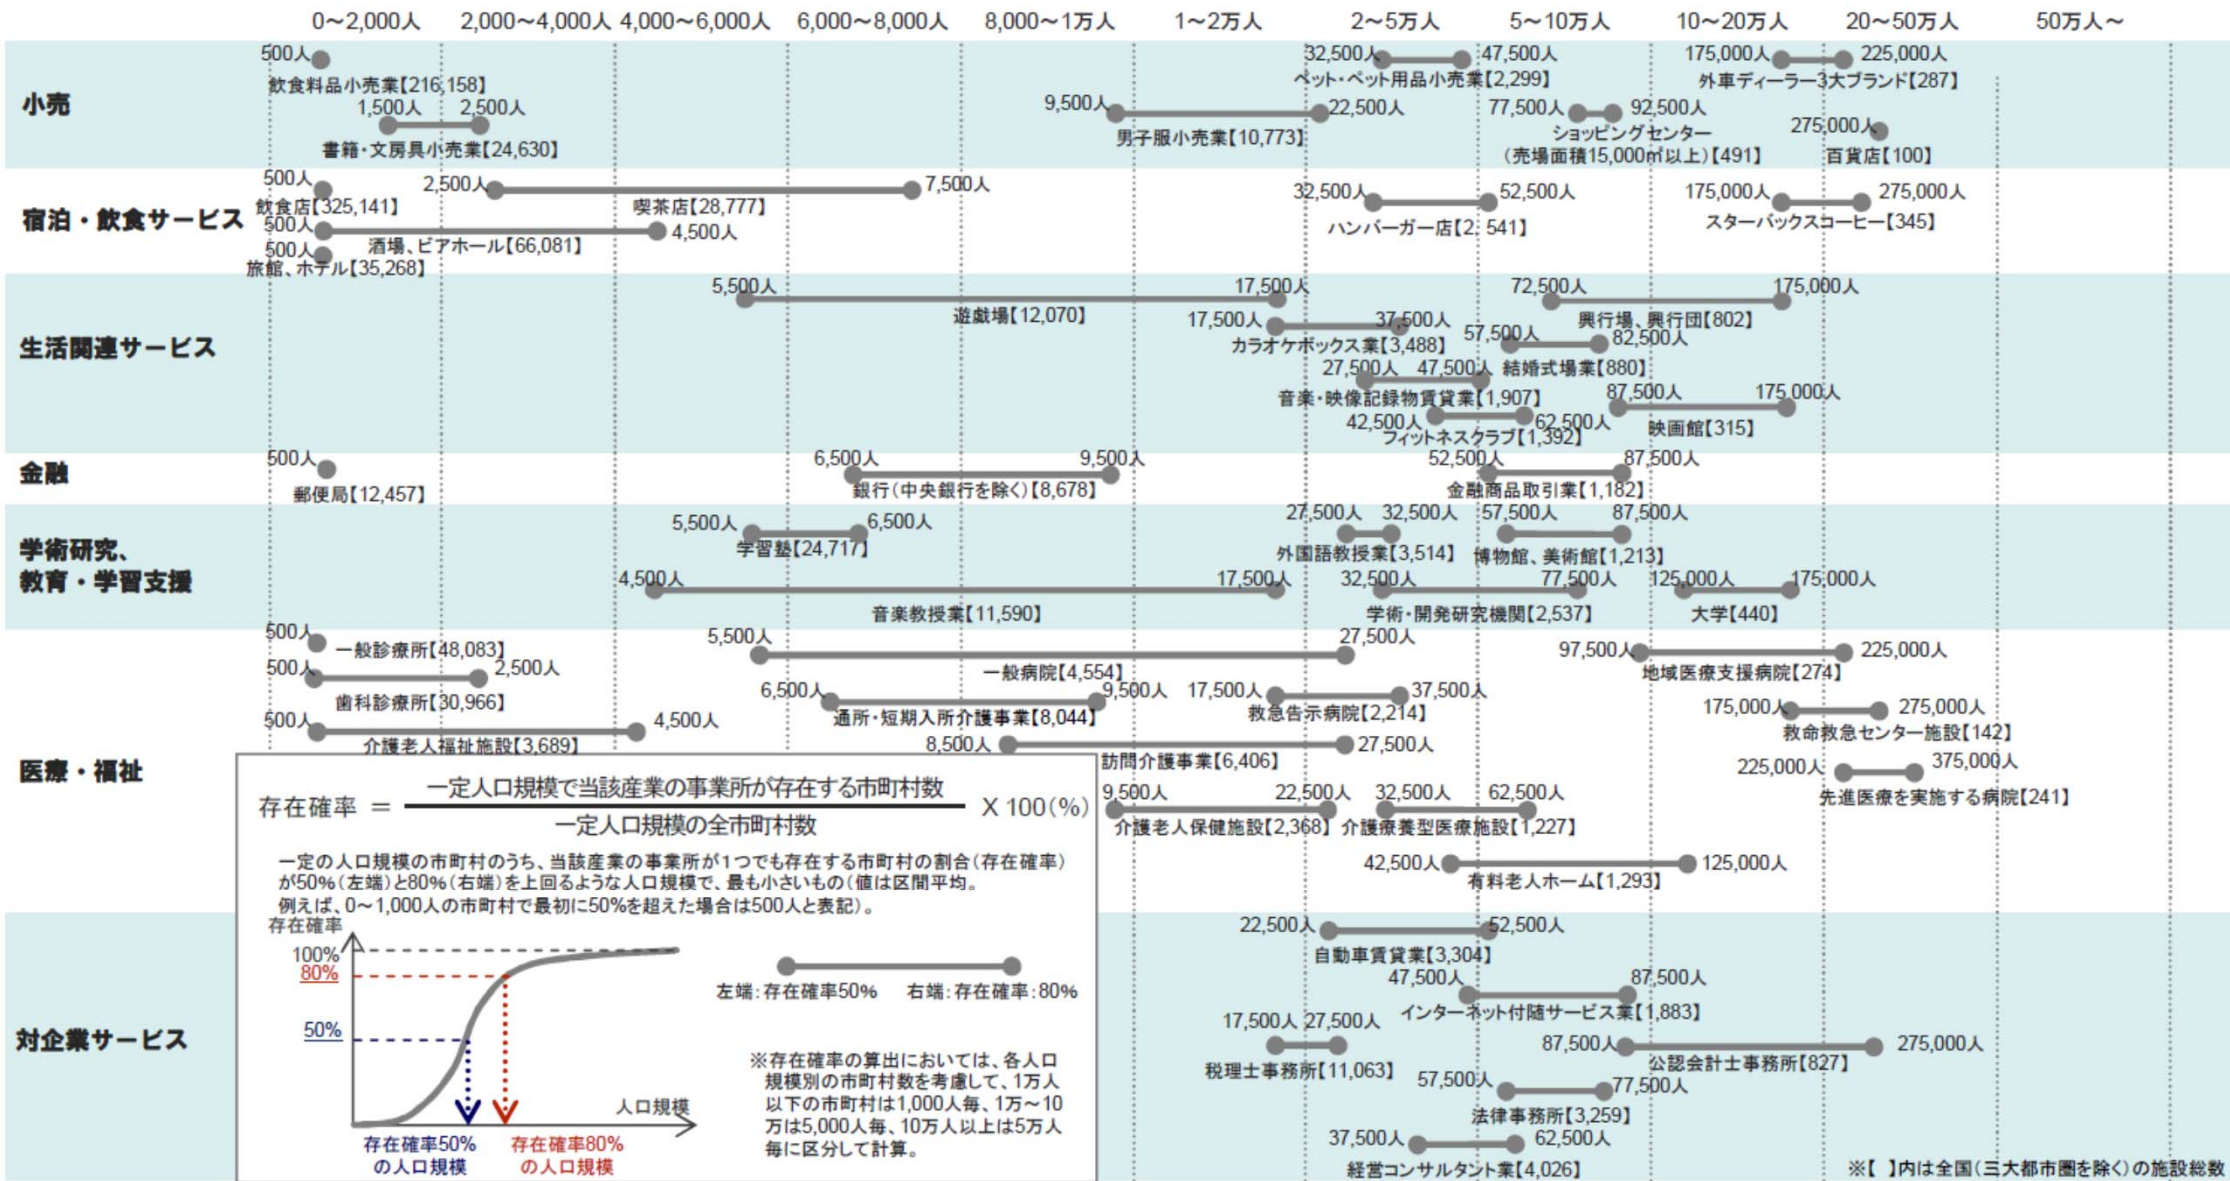 0～2,000人 2,000～4,000人 4,000～6,000人 6,000～8,000人 8,000～1万人 1～2万人 2～5万人 5～10万人 10～20万人 20～50万人 50万人～
小売
500人
飲食料品小売業【216,158】
1,500人 2,500人
書籍・文房具小売業【24,630】
9,500人 22,500人
男子服小売業【10,773】
32,500人 47,500人
ペット・ペット用品小売業【2,299】
77,500人 92,500人
ショッピングセンター
（売場面積15,000㎡以上）【491】
175,000人 225,000人
外車ディーラー3大ブランド【287】
275,000人
百貨店【100】
宿泊・飲食サービス
500人
飲食店【325,141】
2,500人 7,500人
喫茶店【28,777】
500人 4,500人
酒場、ビアホール【66,081】
500人
旅館、ホテル【35,268】
32,500人 52,500人
ハンバーガー店【2，541】
175,000人 275,000人
スターバックスコーヒー【345】
生活関連サービス
5,500人 17,500人
遊戯場【12,070】
17,500人 37,500人
カラオケボックス業【3,488】
27,500人 47,500人
音楽・映像記録物賃貸業【1,907】
42,500人 62,500人
フィットネスクラブ【1,392】
72,500人 175,000人
興行場、興行団【802】
57,500人 82,500人
結婚式場業【880】
87,500人 175,000人
映画館【315】
金融
500人
郵便局【12,457】
6,500人 9,500人
銀行（中央銀行を除く）【8,678】
52,500人 87,500人
金融商品取引業【1,182】
学術研究、
教育・学習支援
5,500人 6,500人
学習塾【24,717】
4,500人 17,500人
音楽教授業【11,590】
27,500人 32,500人
外国語教授業【3,514】
57,500人 87,500人
博物館、美術館【1,213】
32,500人 77,500人
学術・開発研究機関【2,537】
125,000人 175,000人
大学【440】
医療・福祉
500人
一般診療所【48,083】
500人 2,500人
歯科診療所【30,966】
500人 4,500人
介護老人福祉施設【3,689】
5,500人 27,500人
一般病院【4,554】
6,500人 9,500人
通所・短期入所介護事業【8,044】
17,500人 37,500人
救急告示病院【2,214】
8,500人 27,500人
訪問介護事業【6,406】
9,500人 22,500人
介護老人保健施設【2,368】
32,500人 62,500人
介護療養型医療施設【1,227】
42,500人 125,000人
有料老人ホーム【1,293】
97,500人 225,000人
地域医療支援病院【274】
175,000人 275,000人
救命救急センター施設【142】
225,000人 375,000人
先進医療を実施する病院【241】
対企業サービス
22,500人 52,500人
自動車賃貸業【3,304】
47,500人 87,500人
インターネット付随サービス業【1,883】
17,500人 27,500人
税理士事務所【11,063】
87,500人 275,000人
公認会計士事務所【827】
57,500人 77,500人
法律事務所【3,259】
37,500人 62,500人
経営コンサルタント業【4,026】
一定人口規模で当該産業の事業所が存在する市町村数
存在確率 ＝ X 100（%）
一定人口規模の全市町村数
一定の人口規模の市町村のうち、当該産業の事業所が1つでも存在する市町村の割合（存在確率）
が50%（左端）と80%（右端）を上回るような人口規模で、最も小さいもの（値は区間平均。
例えば、0～1,000人の市町村で最初に50%を超えた場合は500人と表記）。
存在確率
100%
80%
50%
人口規模
存在確率50%
の人口規模
存在確率80%
の人口規模
左端：存在確率50% 右端：存在確率：80%
※存在確率の算出においては、各人口
規模別の市町村数を考慮して、1万人
以下の市町村は1,000人毎、1万～10
万は5,000人毎、10万人以上は5万人
毎に区分して計算。
※【 】内は全国（三大都市圏を除く）の施設総数